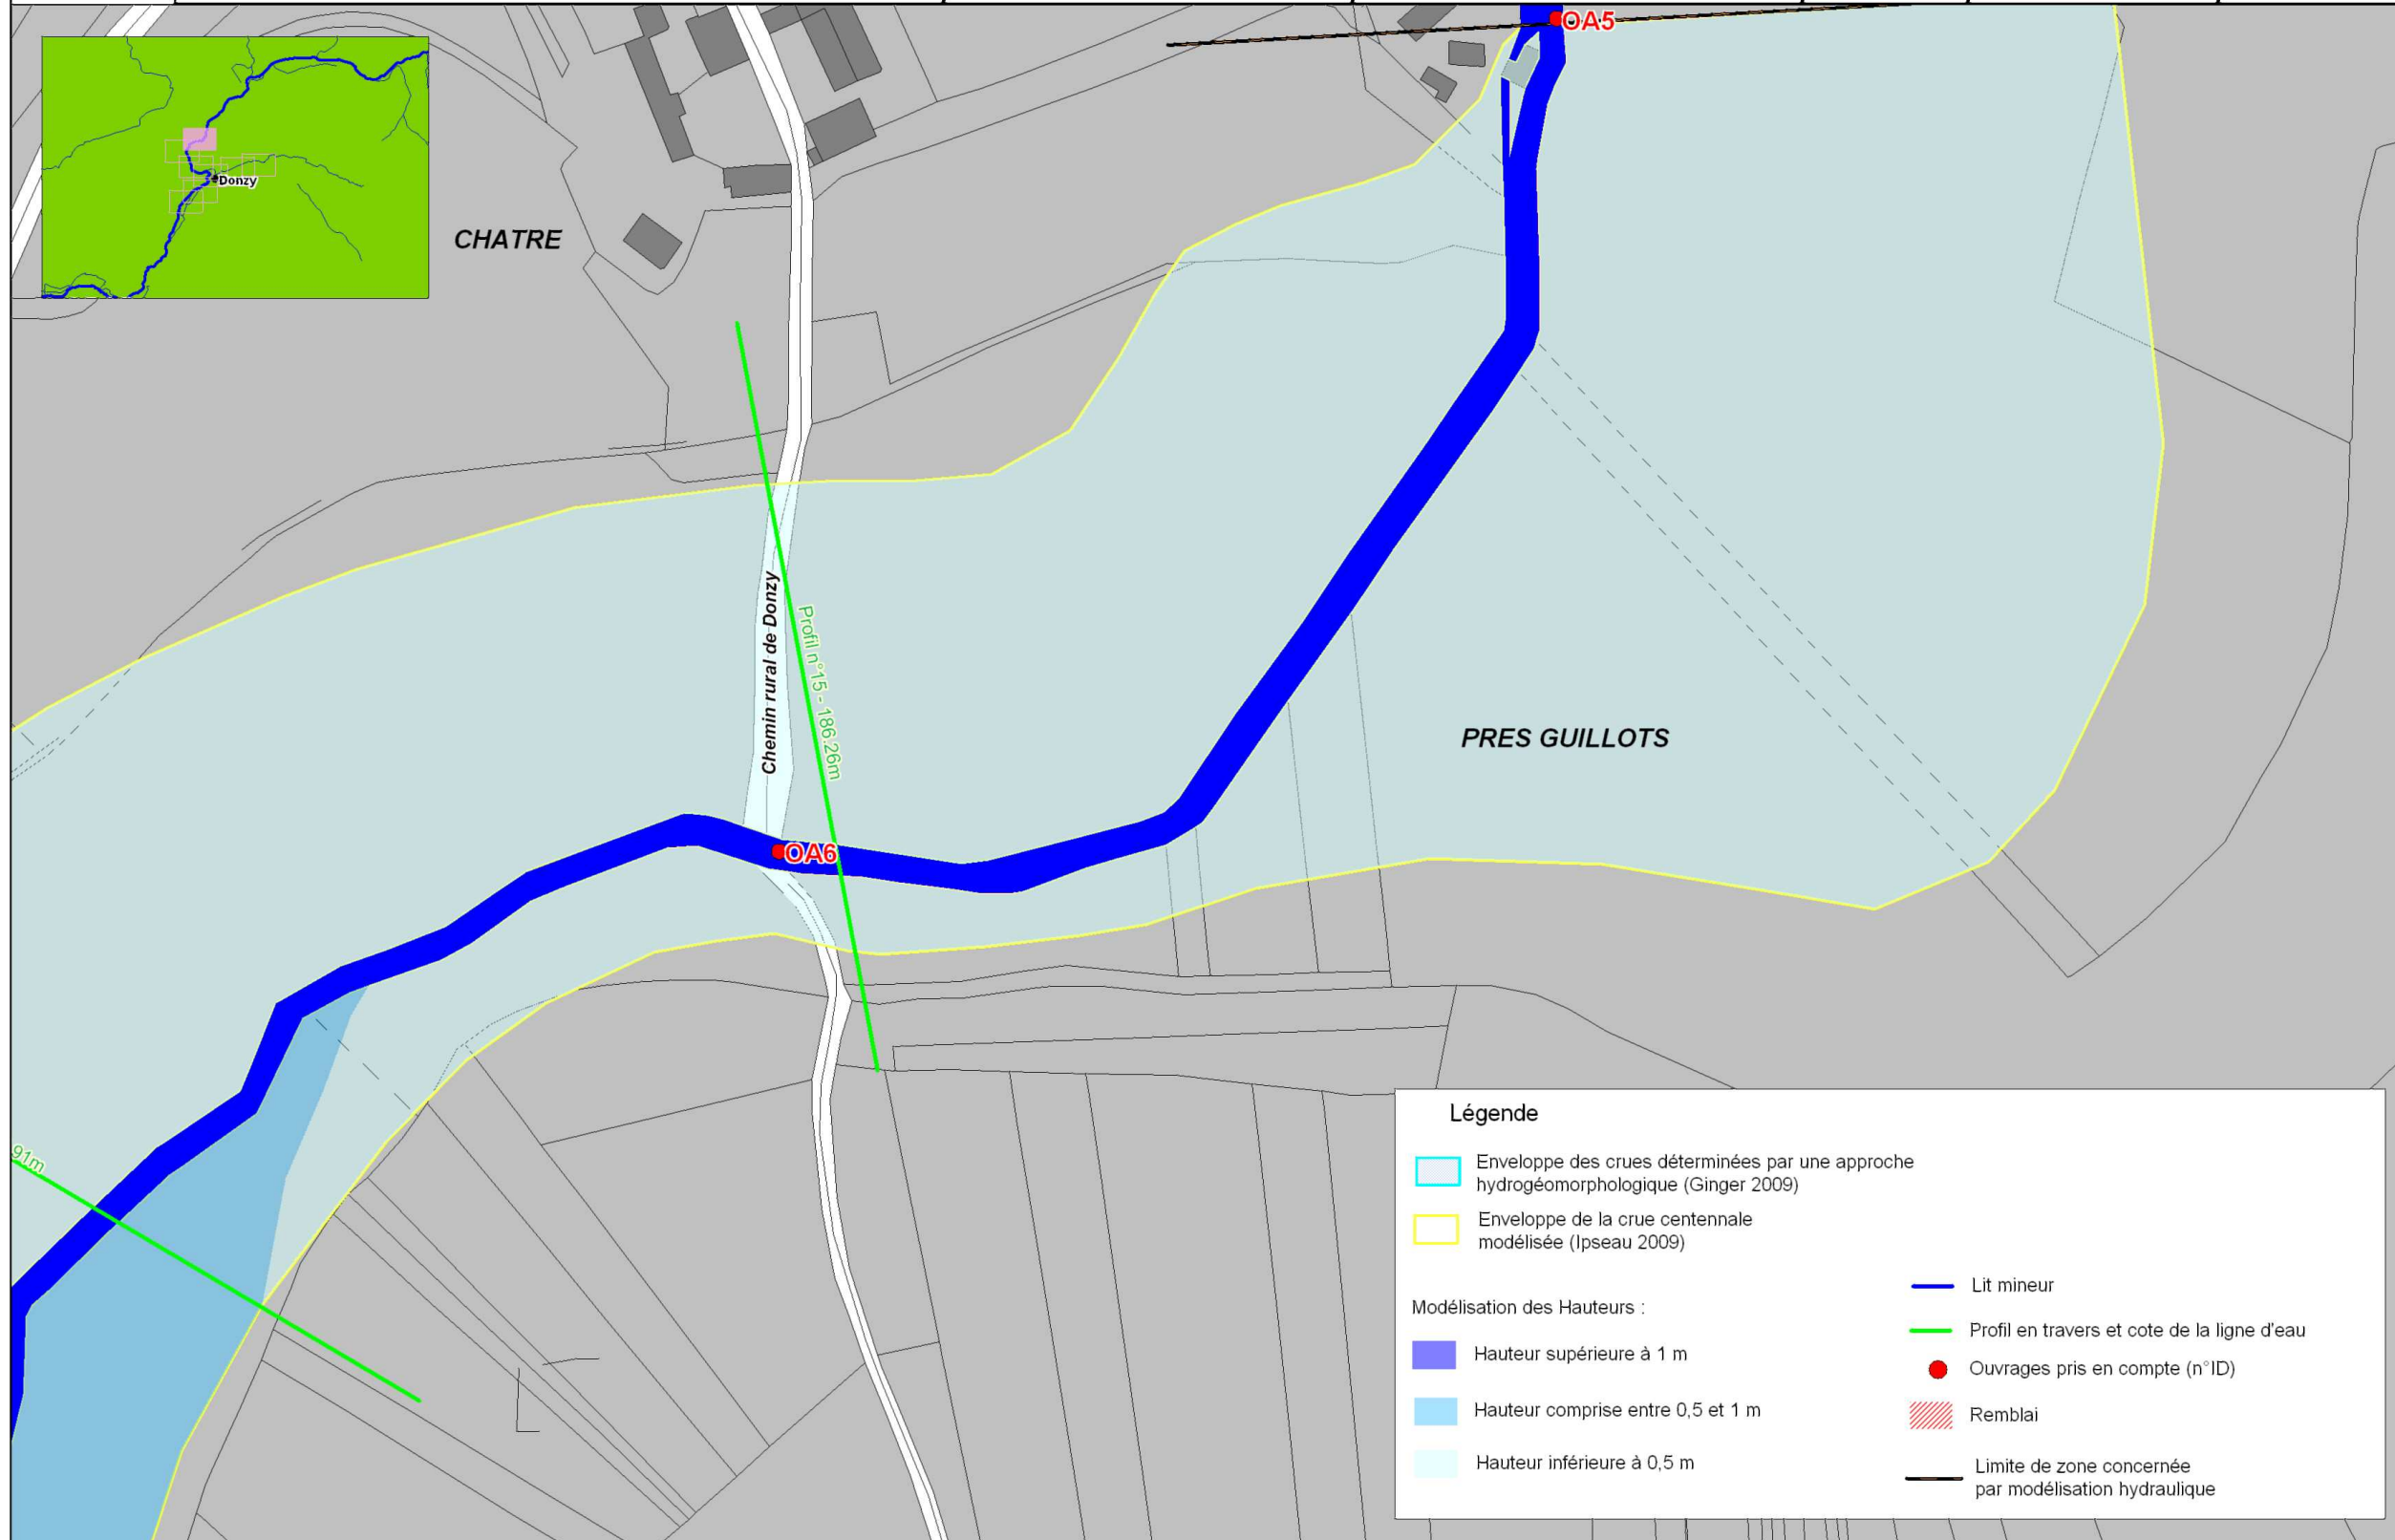 OA5
Donzy
CHATRE
Chemin rural de Donzy
Profil n°15 - 186.26m
PRES GUILLOTS
OA6
91m
Légende
Enveloppe des crues déterminées par une approche
hydrogéomorphologique (Ginger 2009)
Enveloppe de la crue centennale
modélisée (Ipseau 2009)
Modélisation des Hauteurs :
Hauteur supérieure à 1 m
Hauteur comprise entre 0,5 et 1 m
Hauteur inférieure à 0,5 m
Lit mineur
Profil en travers et cote de la ligne d'eau
Ouvrages pris en compte (n°ID)
Remblai
Limite de zone concernée
par modélisation hydraulique